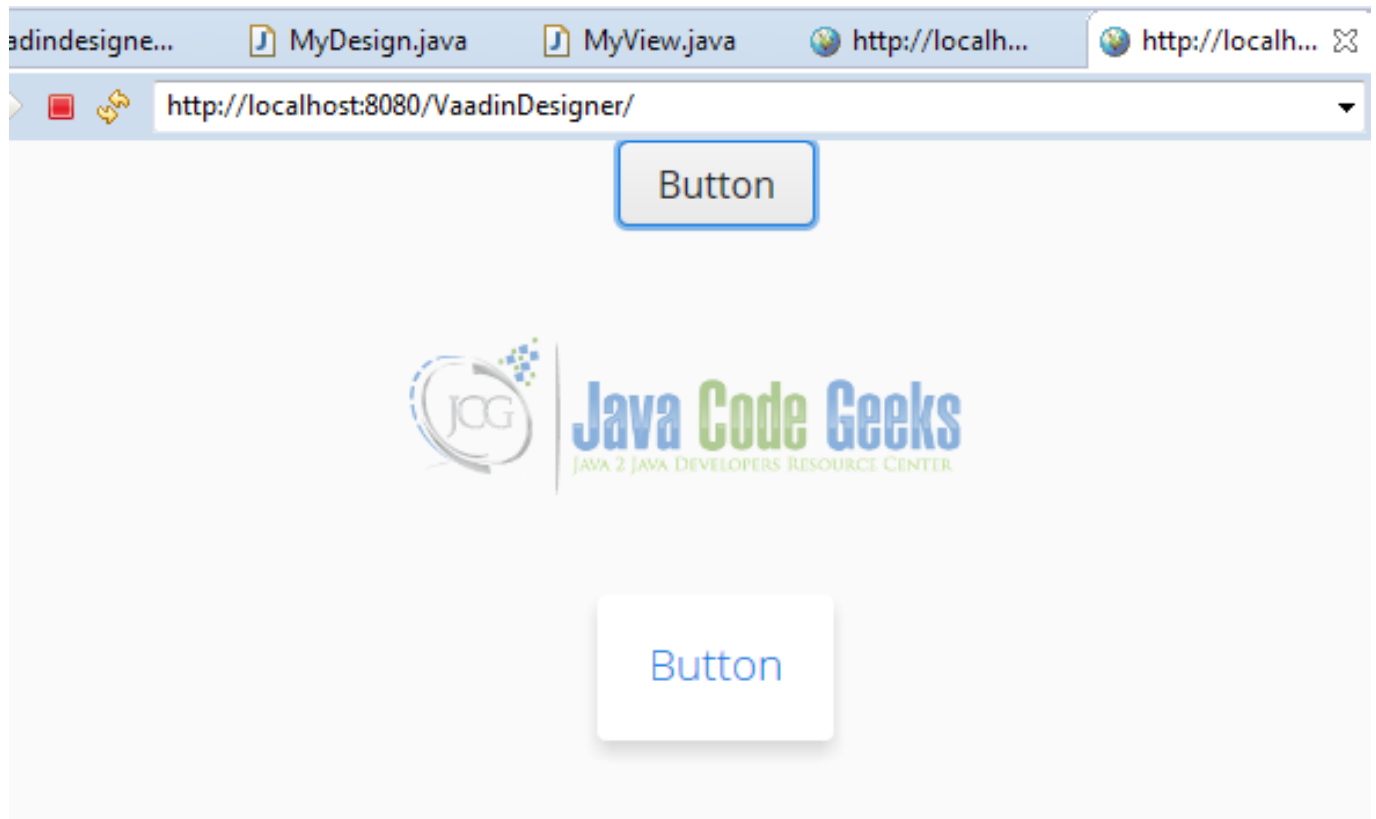 adindesigne... MyDesign.java MyView.java http://localh... http://localh...
http://localhost:8080/VaadinDesigner/
Button
JCG
Java Code Geeks
JAVA 2 JAVA DEVELOPERS RESOURCE CENTER
Button